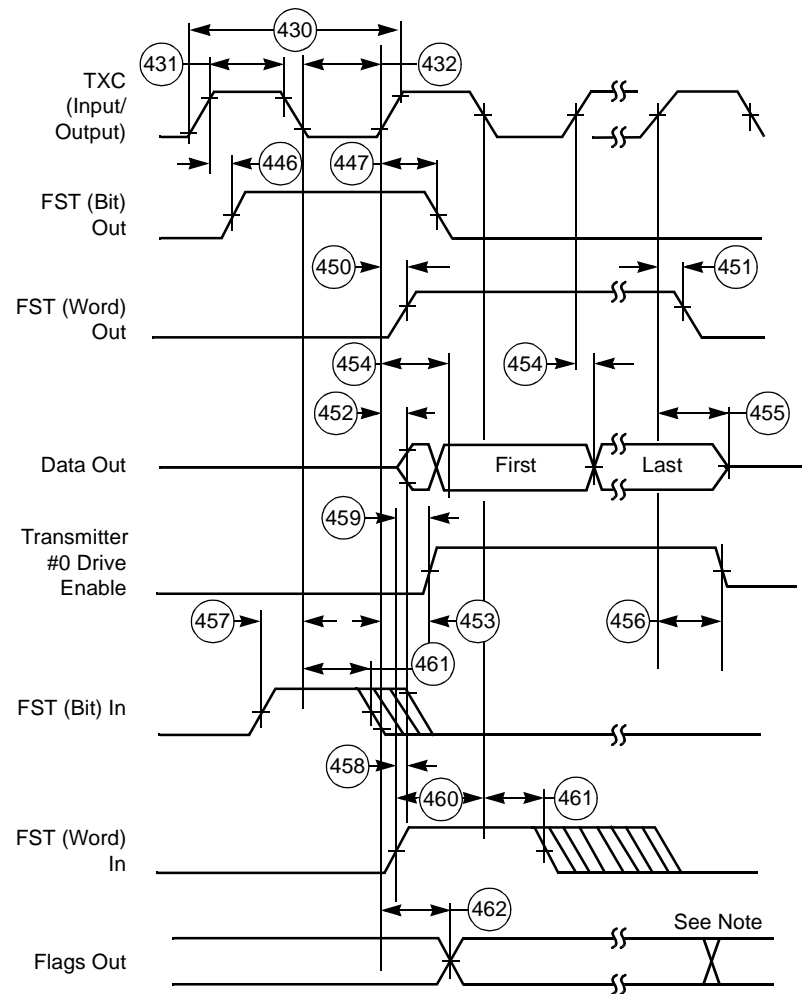 430
431
432
TXC
(Input/
Output)
446
447
FST (Bit)
Out
450
451
FST (Word)
Out
454
454
452
455
Data Out
First
Last
459
Transmitter
#0 Drive
Enable
457
453
456
461
FST (Bit) In
458
460
461
FST (Word)
In
462
See Note
Flags Out